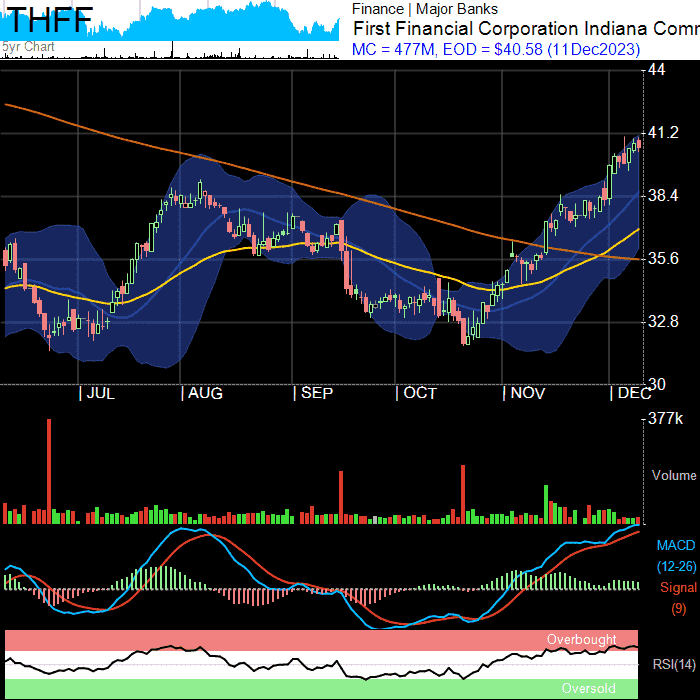 THFF
5yr Chart
Finance | Major Banks
First Financial Corporation Indiana Comm
MC = 477M, EOD = $40.58 (11Dec2023)
44
41.2
38.4
35.6
32.8
30
| JUL | AUG | SEP | OCT | NOV | DEC
377k
Volume
MACD
(12-26)
Signal
(9)
Overbought
RSI(14)
Oversold